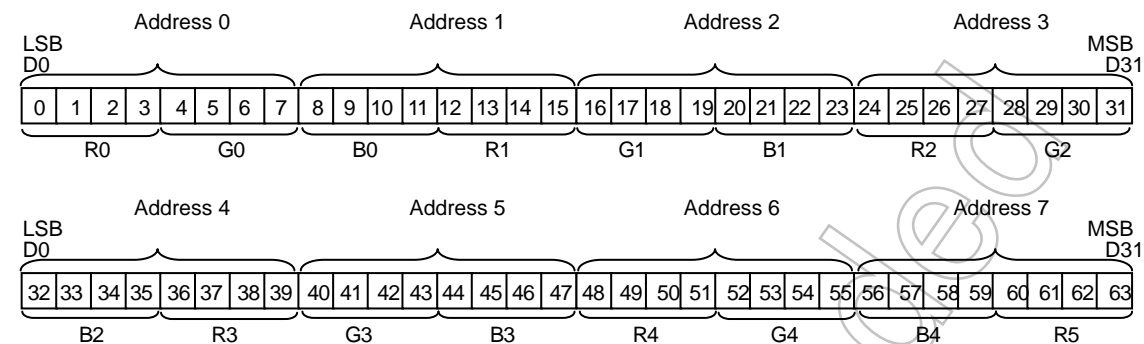 Address 0 Address 1 Address 2 Address 3
LSB MSB
D0 D31
0 1 2 3 4 5 6 7 8 9 10 11 12 13 14 15 16 17 18 19 20 21 22 23 24 25 26 27 28 29 30 31
R0 G0 B0 R1 G1 B1 R2 G2
Address 4 Address 5 Address 6 Address 7
LSB MSB
D0 D31
32 33 34 35 36 37 38 39 40 41 42 43 44 45 46 47 48 49 50 51 52 53 54 55 56 57 58 59 60 61 62 63
B2 R3 G3 B3 R4 G4 B4 R5